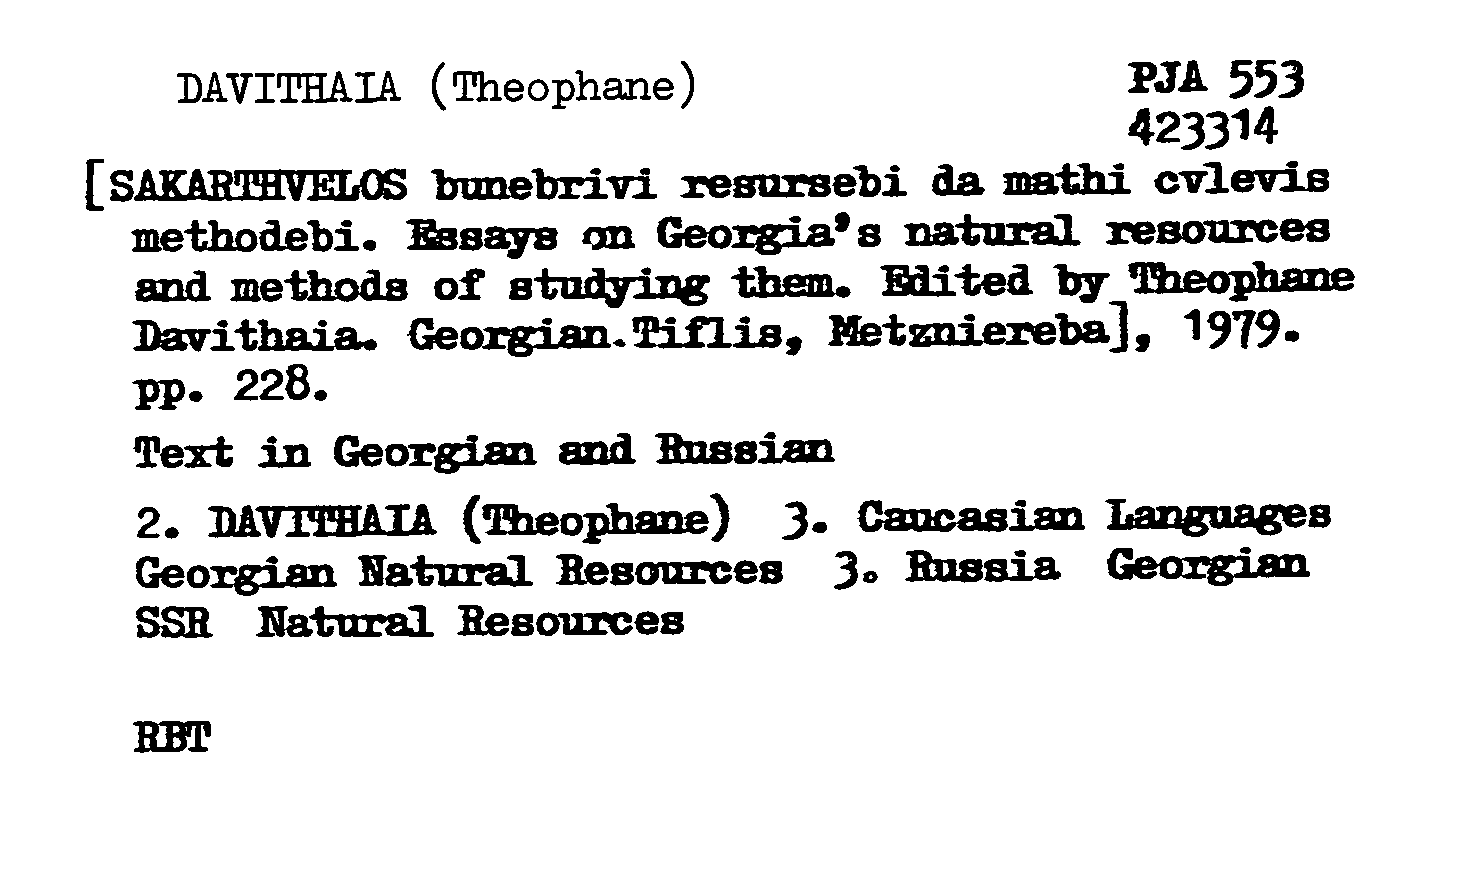 DAVITHAIA (Theophane)
PJA 553
423314
[SAKARTHVELOS bunebrivi resursebi da mathi cvlevis
methodebi. Essays on Georgia's natural resources
and methods of studying them. Edited by Theophane
Davithaia. Georgian.Tiflis, Metzniereba], 1979.
pp. 228.
Text in Georgian and Russian
2. DAVITHAIA (Theophane) 3. Caucasian Languages
Georgian Natural Resources 3. Russia Georgian
SSR Natural Resources
RBT